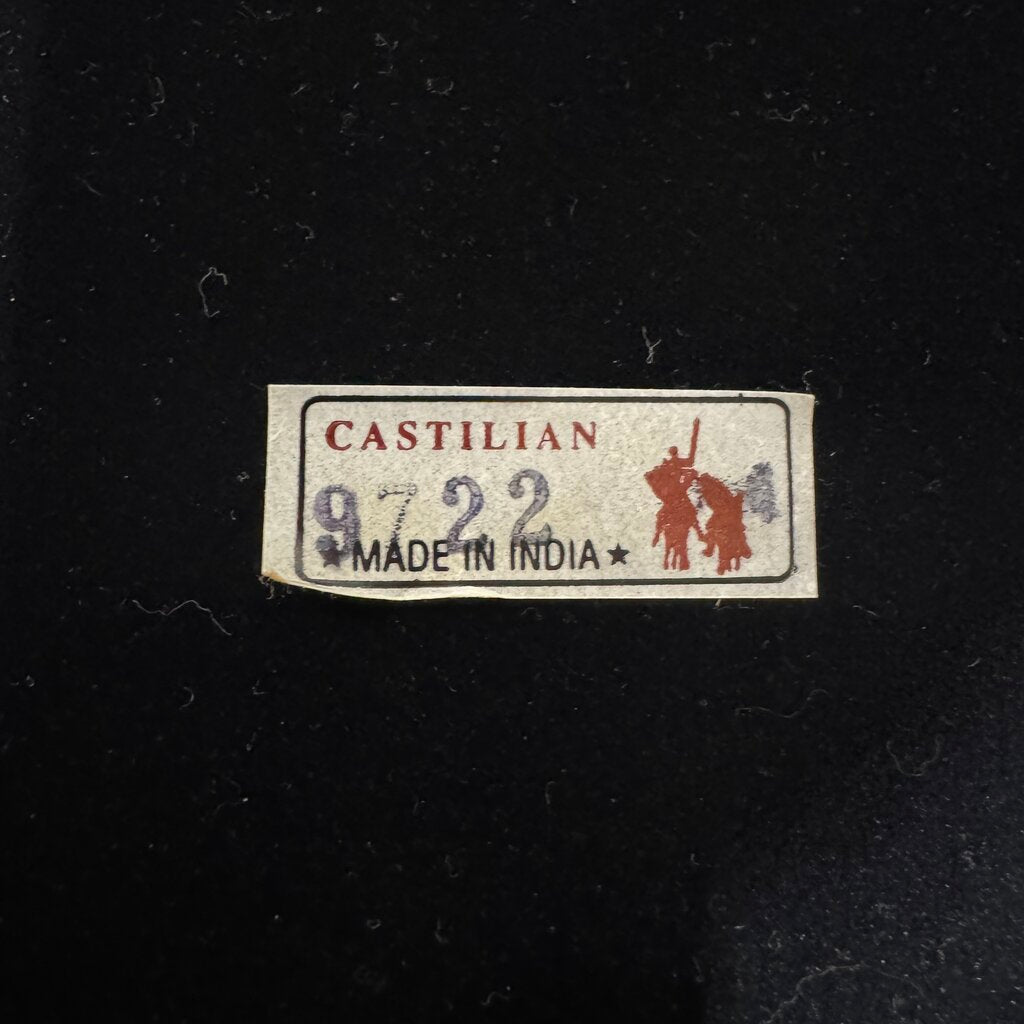 CASTILIAN
9722
★MADE IN INDIA★